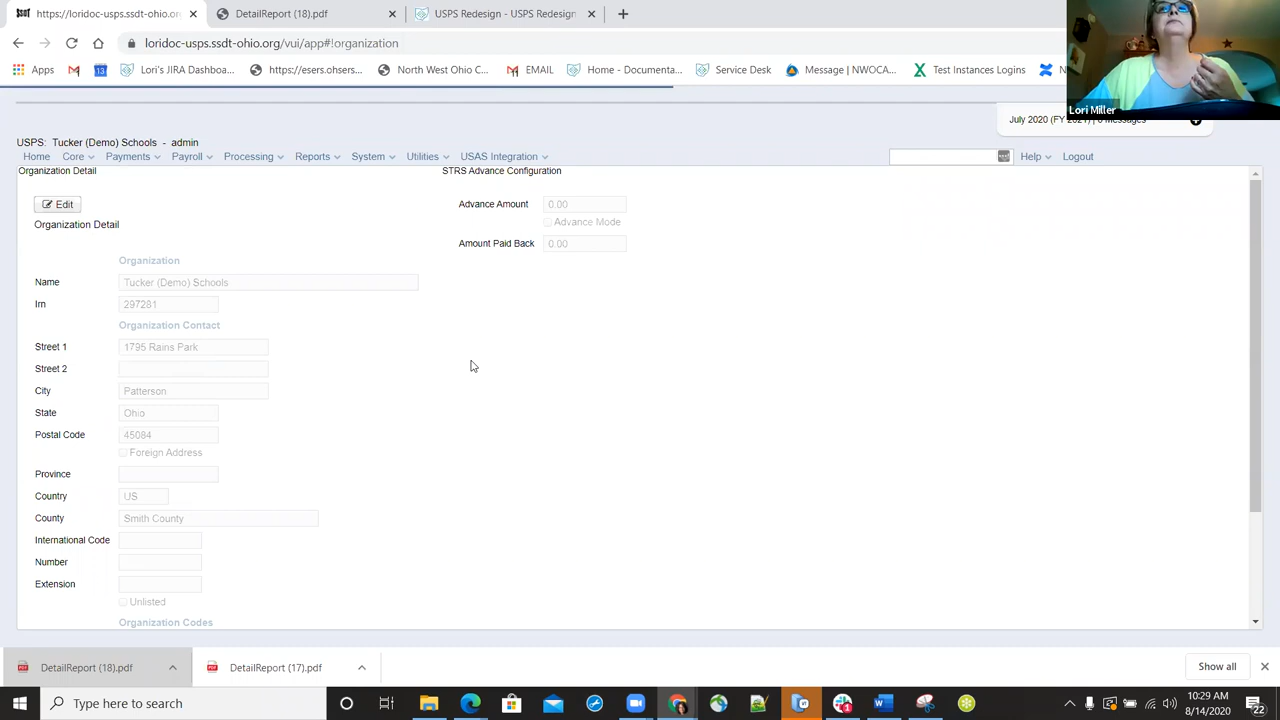 https://loridoc-usps.ssdt-ohio.or
DetailReport (18).pdf
USPS Redesign - USPS Redesign
loridoc-usps.ssdt-ohio.org/vui/app#!organization
Apps
Lori's JIRA Dashboa...
https://esers.ohsers...
North West Ohio C...
EMAIL
Home - Documenta...
Service Desk
Message | NWOCA...
Test Instances Logins
Lori Miller
July 2020 (FY 2021) | 0 Messages
USPS: Tucker (Demo) Schools - admin
Home Core Payments Payroll Processing Reports System Utilities USAS Integration Help Logout
Organization Detail
STRS Advance Configuration
Edit
Advance Amount 0.00
Advance Mode
Amount Paid Back 0.00
Organization Detail
Organization
Name Tucker (Demo) Schools
Irn 297281
Organization Contact
Street 1 1795 Rains Park
Street 2
City Patterson
State Ohio
Postal Code 45084
Foreign Address
Province
Country US
County Smith County
International Code
Number
Extension
Unlisted
Organization Codes
DetailReport (18).pdf
DetailReport (17).pdf
Show all
Type here to search
10:29 AM
8/14/2020
22